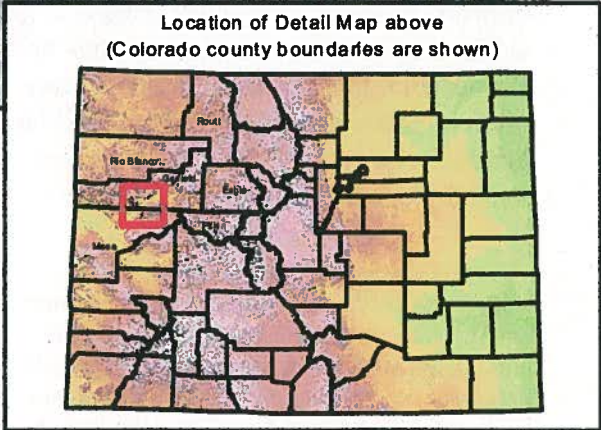 Location of Detail Map above
(Colorado county boundaries are shown)
Routt
Rio Blanco
Garfield
Eagle
Mesa